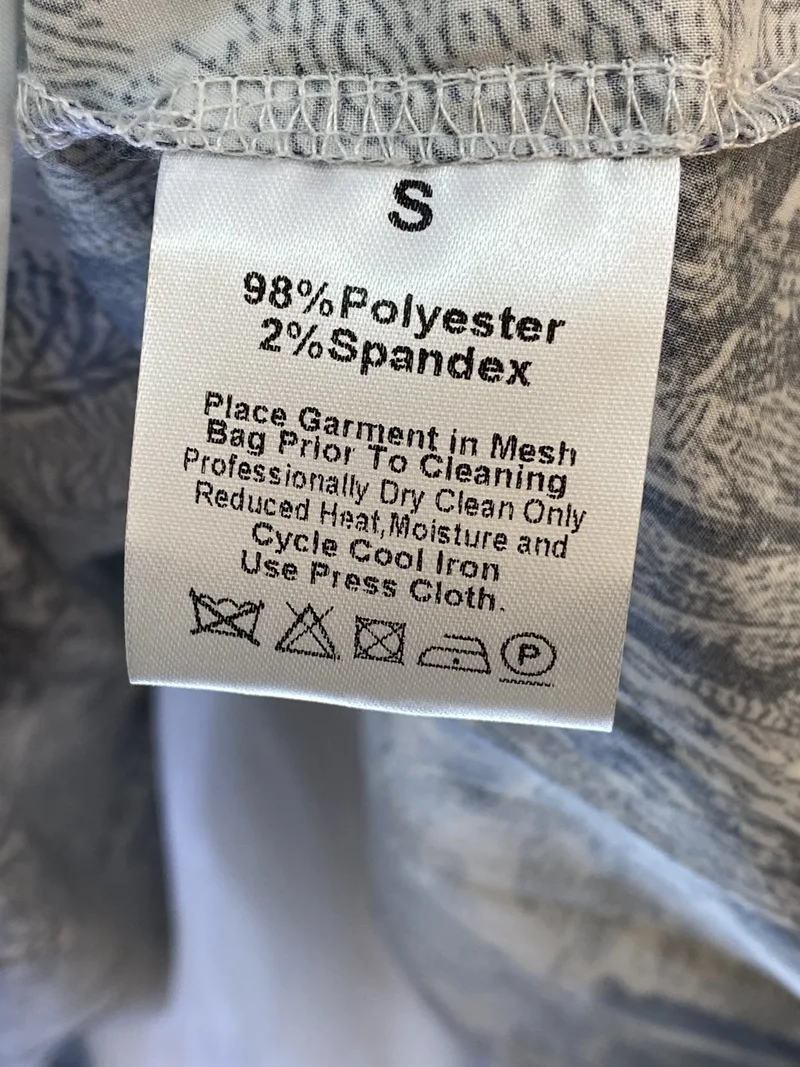 S
98%Polyester
2%Spandex
Place Garment in Mesh
Bag Prior To Cleaning
Professionally Dry Clean Only
Reduced Heat,Moisture and
Cycle Cool Iron
Use Press Cloth.
P